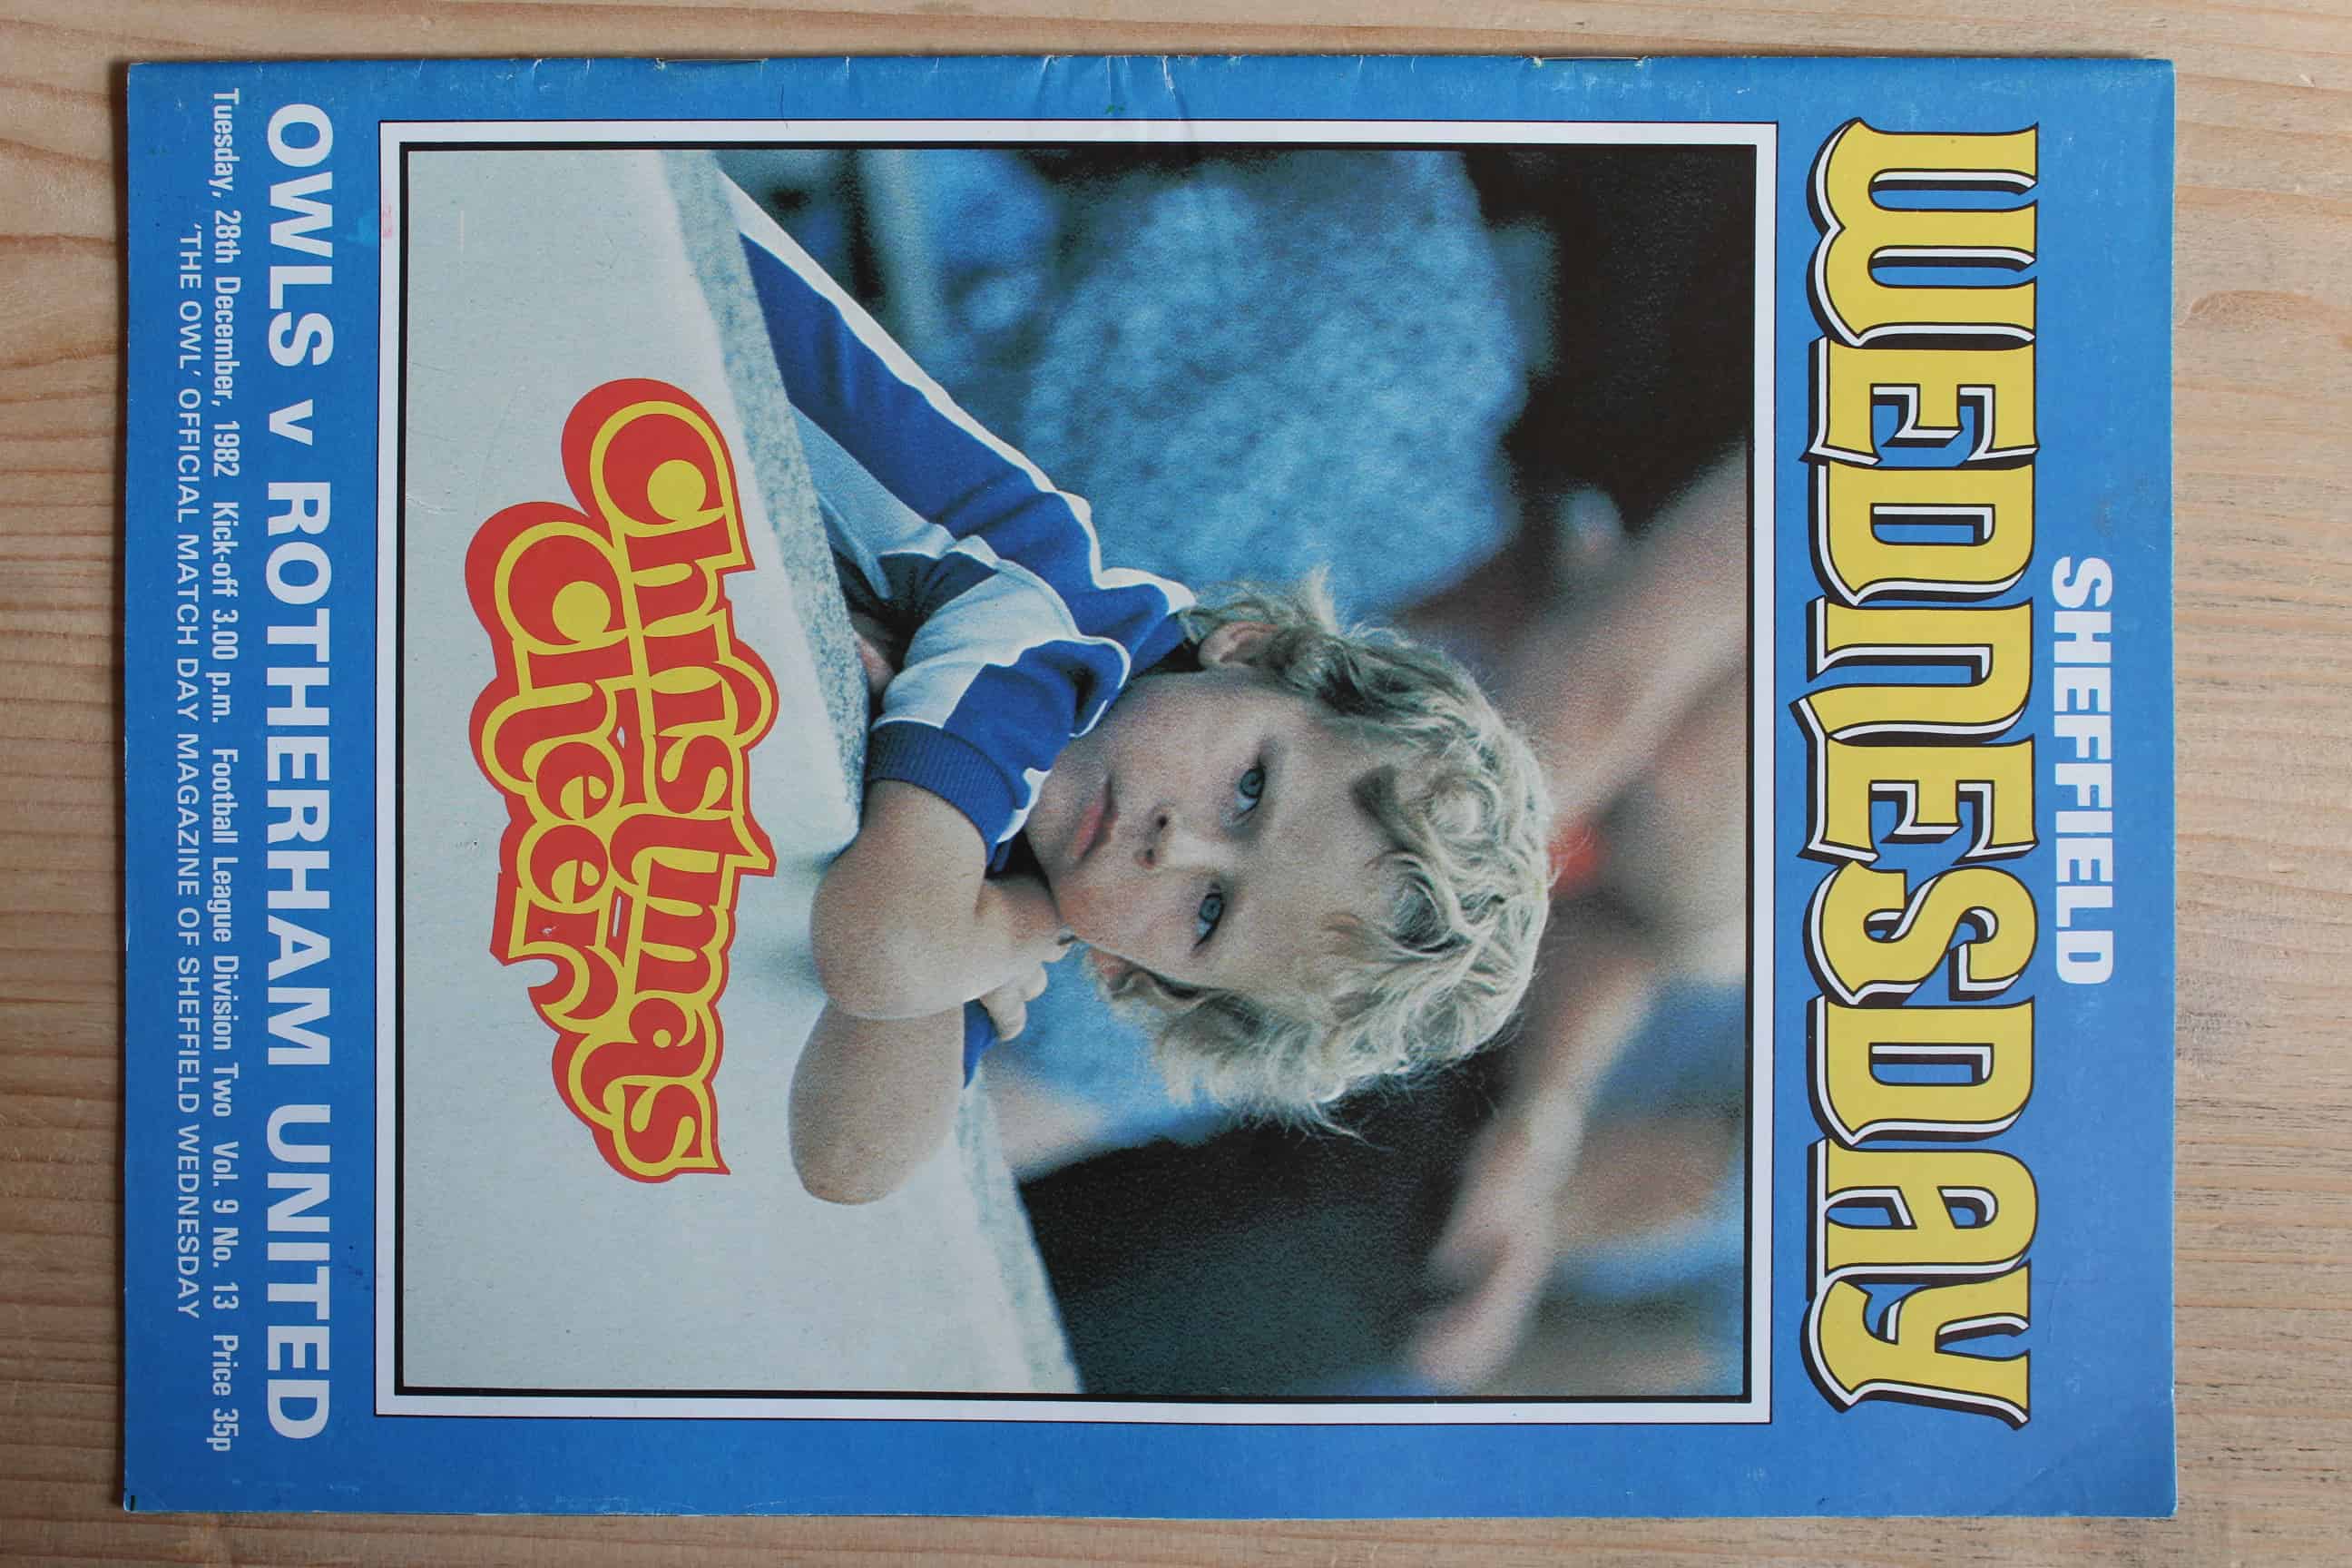 SHEFFIELD
WEDNESDAY
Christmas
Cheer
OWLS v ROTHERHAM UNITED
Tuesday, 28th December, 1982 Kick-off 3.00 p.m. Football League Division Two Vol. 9 No. 13 Price 35p
'THE OWL' OFFICIAL MATCH DAY MAGAZINE OF SHEFFIELD WEDNESDAY